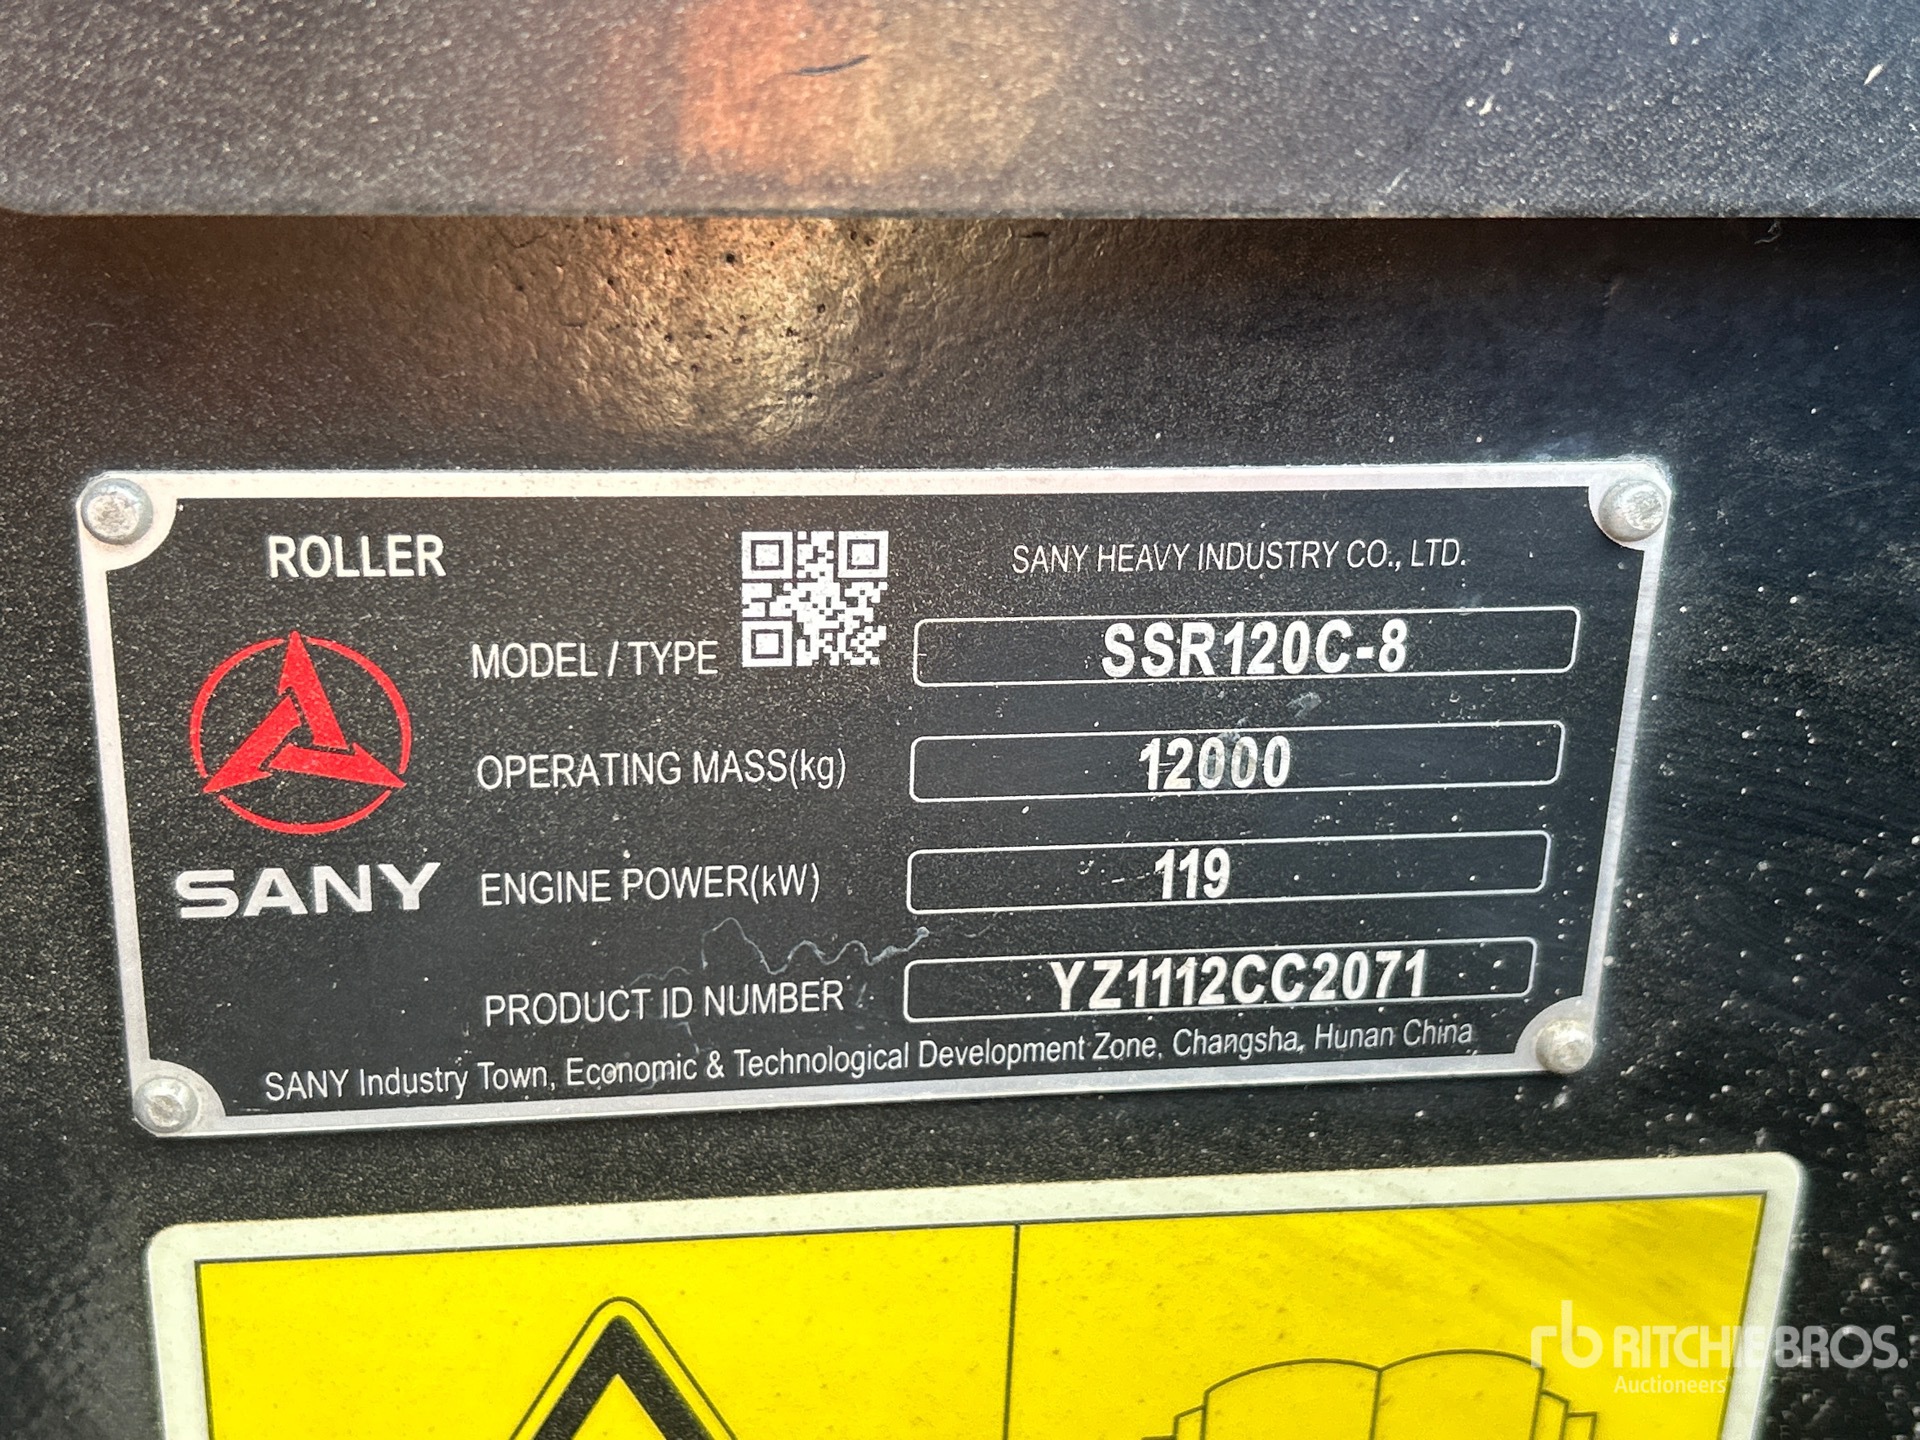 ROLLER
SANY HEAVY INDUSTRY CO., LTD.
MODEL / TYPE SSR120C-8
OPERATING MASS(kg) 12000
ENGINE POWER(kW) 119
SANY
PRODUCT ID NUMBER YZ1112CC2071
SANY Industry Town, Economic & Technological Development Zone, Changsha, Hunan China
rb RITCHIE BROS.
Auctioneers